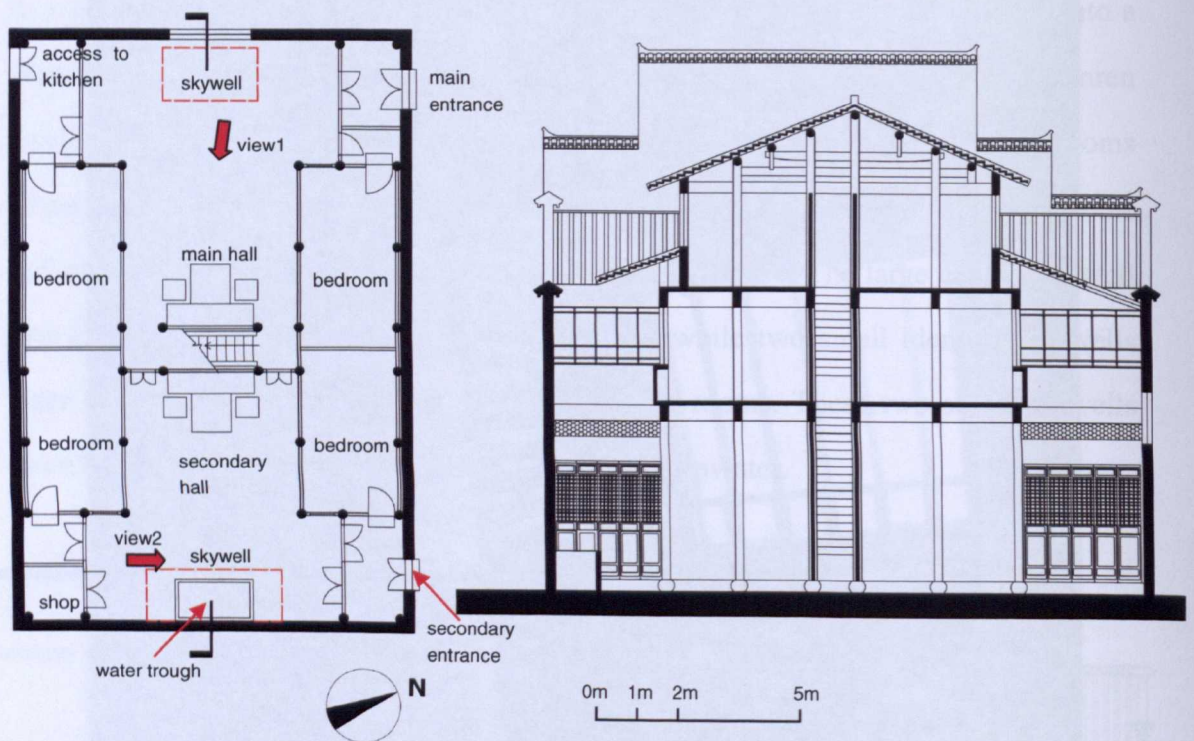 access to
kitchen
skywell
main
entrance
view1
main hall
bedroom
bedroom
bedroom
bedroom
secondary
hall
view2
skywell
shop
secondary
entrance
water trough
N
0m 1m 2m 5m